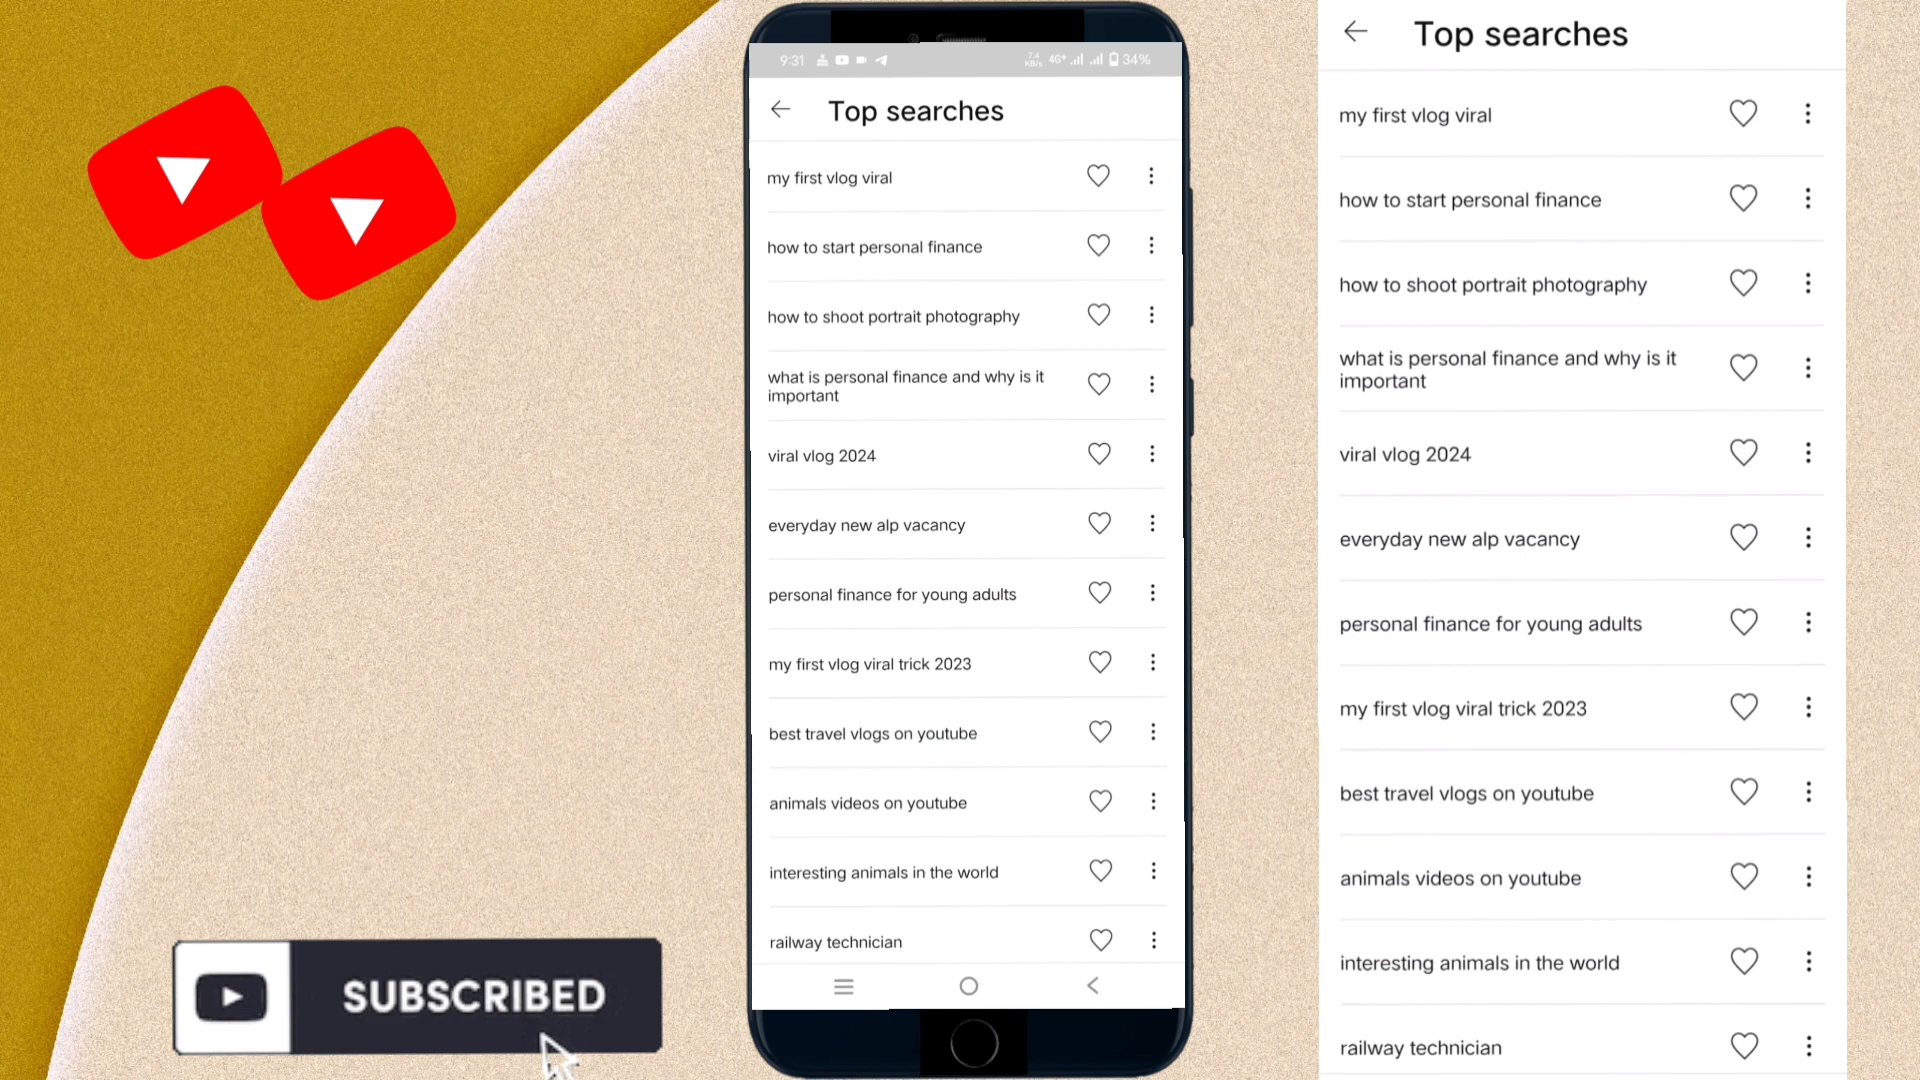 9:31
7.4 KB/s 4G+ 34%
Top searches
my first vlog viral
how to start personal finance
how to shoot portrait photography
what is personal finance and why is it
important
viral vlog 2024
everyday new alp vacancy
personal finance for young adults
my first vlog viral trick 2023
best travel vlogs on youtube
animals videos on youtube
interesting animals in the world
railway technician
Top searches
my first vlog viral
how to start personal finance
how to shoot portrait photography
what is personal finance and why is it
important
viral vlog 2024
everyday new alp vacancy
personal finance for young adults
my first vlog viral trick 2023
best travel vlogs on youtube
animals videos on youtube
interesting animals in the world
railway technician
SUBSCRIBED